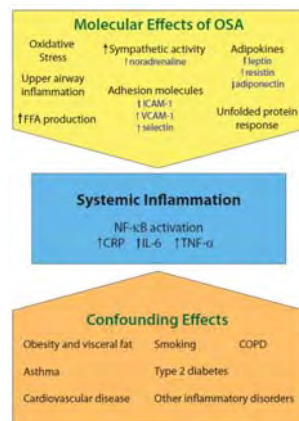 Molecular Effects of OSA
Oxidative
Stress
Upper airway
inflammation
↑FFA production
↑Sympathetic activity
↑noradrenaline
Adhesion molecules
↑ICAM-1
↑VCAM-1
↑selectin
Adipokines
↑leptin
↑resistin
↓adiponectin
Unfolded protein
response
Systemic Inflammation
NF-κB activation
↑CRP ↑IL-6 ↑TNF-α
Confounding Effects
Obesity and visceral fat
Smoking
COPD
Asthma
Type 2 diabetes
Cardiovascular disease
Other inflammatory disorders